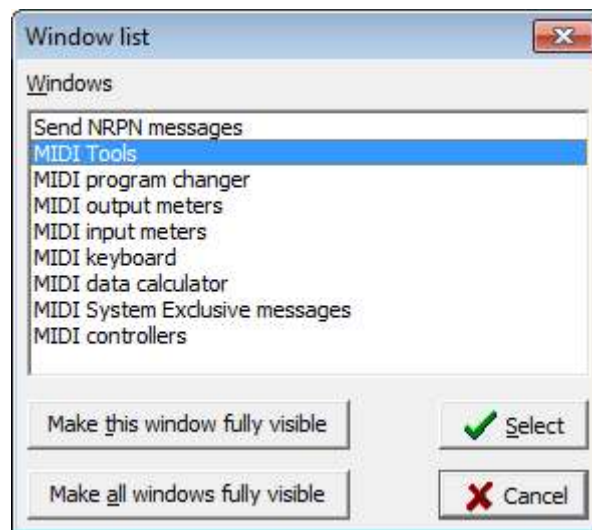 Window list
Windows
Send NRPN messages
MIDI Tools
MIDI program changer
MIDI output meters
MIDI input meters
MIDI keyboard
MIDI data calculator
MIDI System Exclusive messages
MIDI controllers
Make this window fully visible
Select
Make all windows fully visible
Cancel